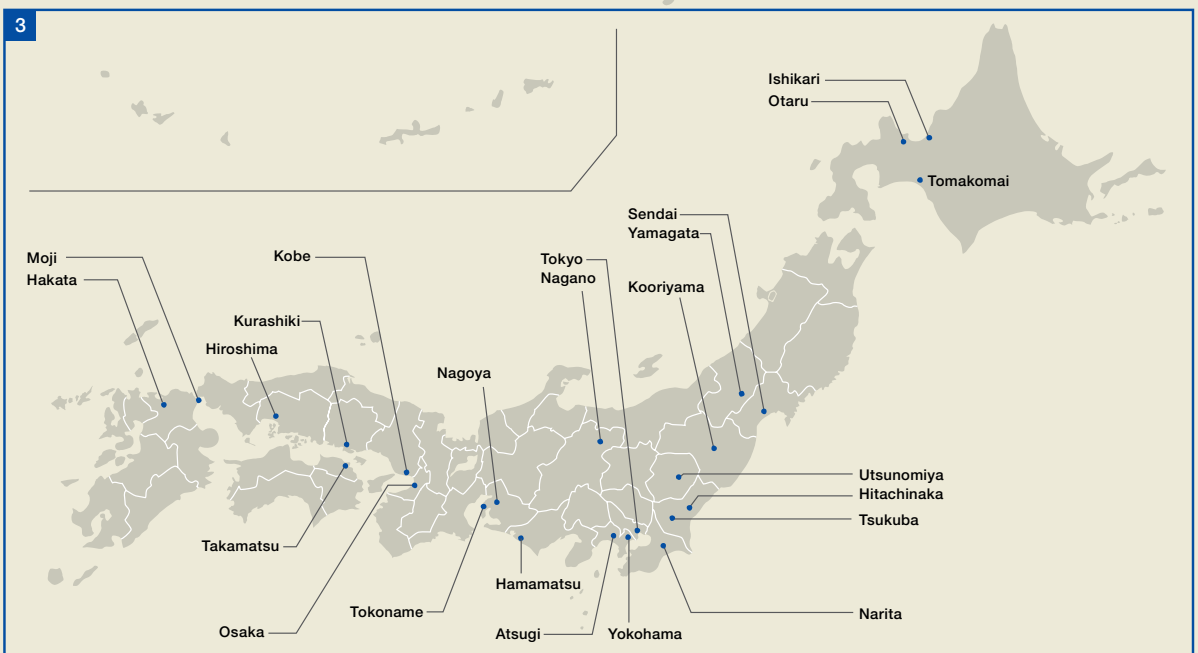 3
Ishikari
Otaru
Tomakomai
Sendai
Yamagata
Moji
Hakata
Kobe
Tokyo
Nagano
Kooriyama
Kurashiki
Hiroshima
Nagoya
Utsunomiya
Hitachinaka
Tsukuba
Takamatsu
Hamamatsu
Tokoname
Narita
Osaka
Atsugi
Yokohama